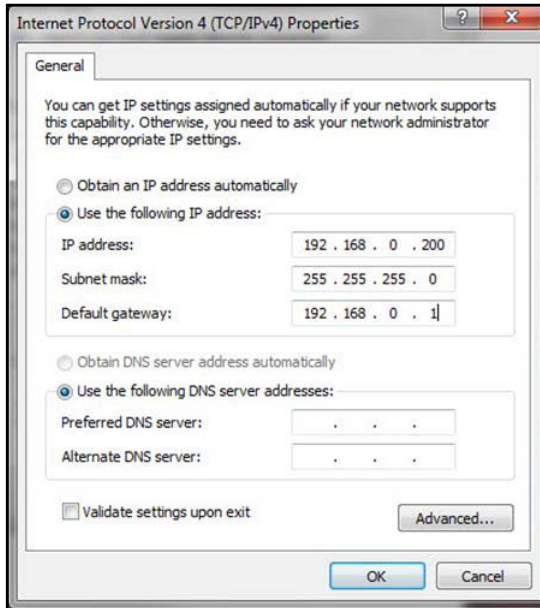 Internet Protocol Version 4 (TCP/IPv4) Properties
General
You can get IP settings assigned automatically if your network supports
this capability. Otherwise, you need to ask your network administrator
for the appropriate IP settings.
Obtain an IP address automatically
Use the following IP address:
IP address: 192 . 168 . 0 . 200
Subnet mask: 255 . 255 . 255 . 0
Default gateway: 192 . 168 . 0 . 1
Obtain DNS server address automatically
Use the following DNS server addresses:
Preferred DNS server: . . .
Alternate DNS server: . . .
Validate settings upon exit
Advanced...
OK
Cancel